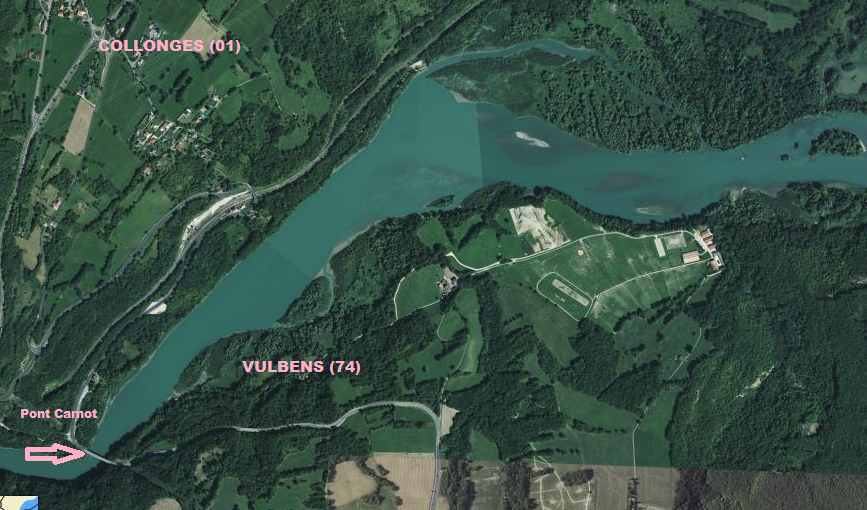 COLLONGES (01)
VULBENS (74)
Pont Carnot